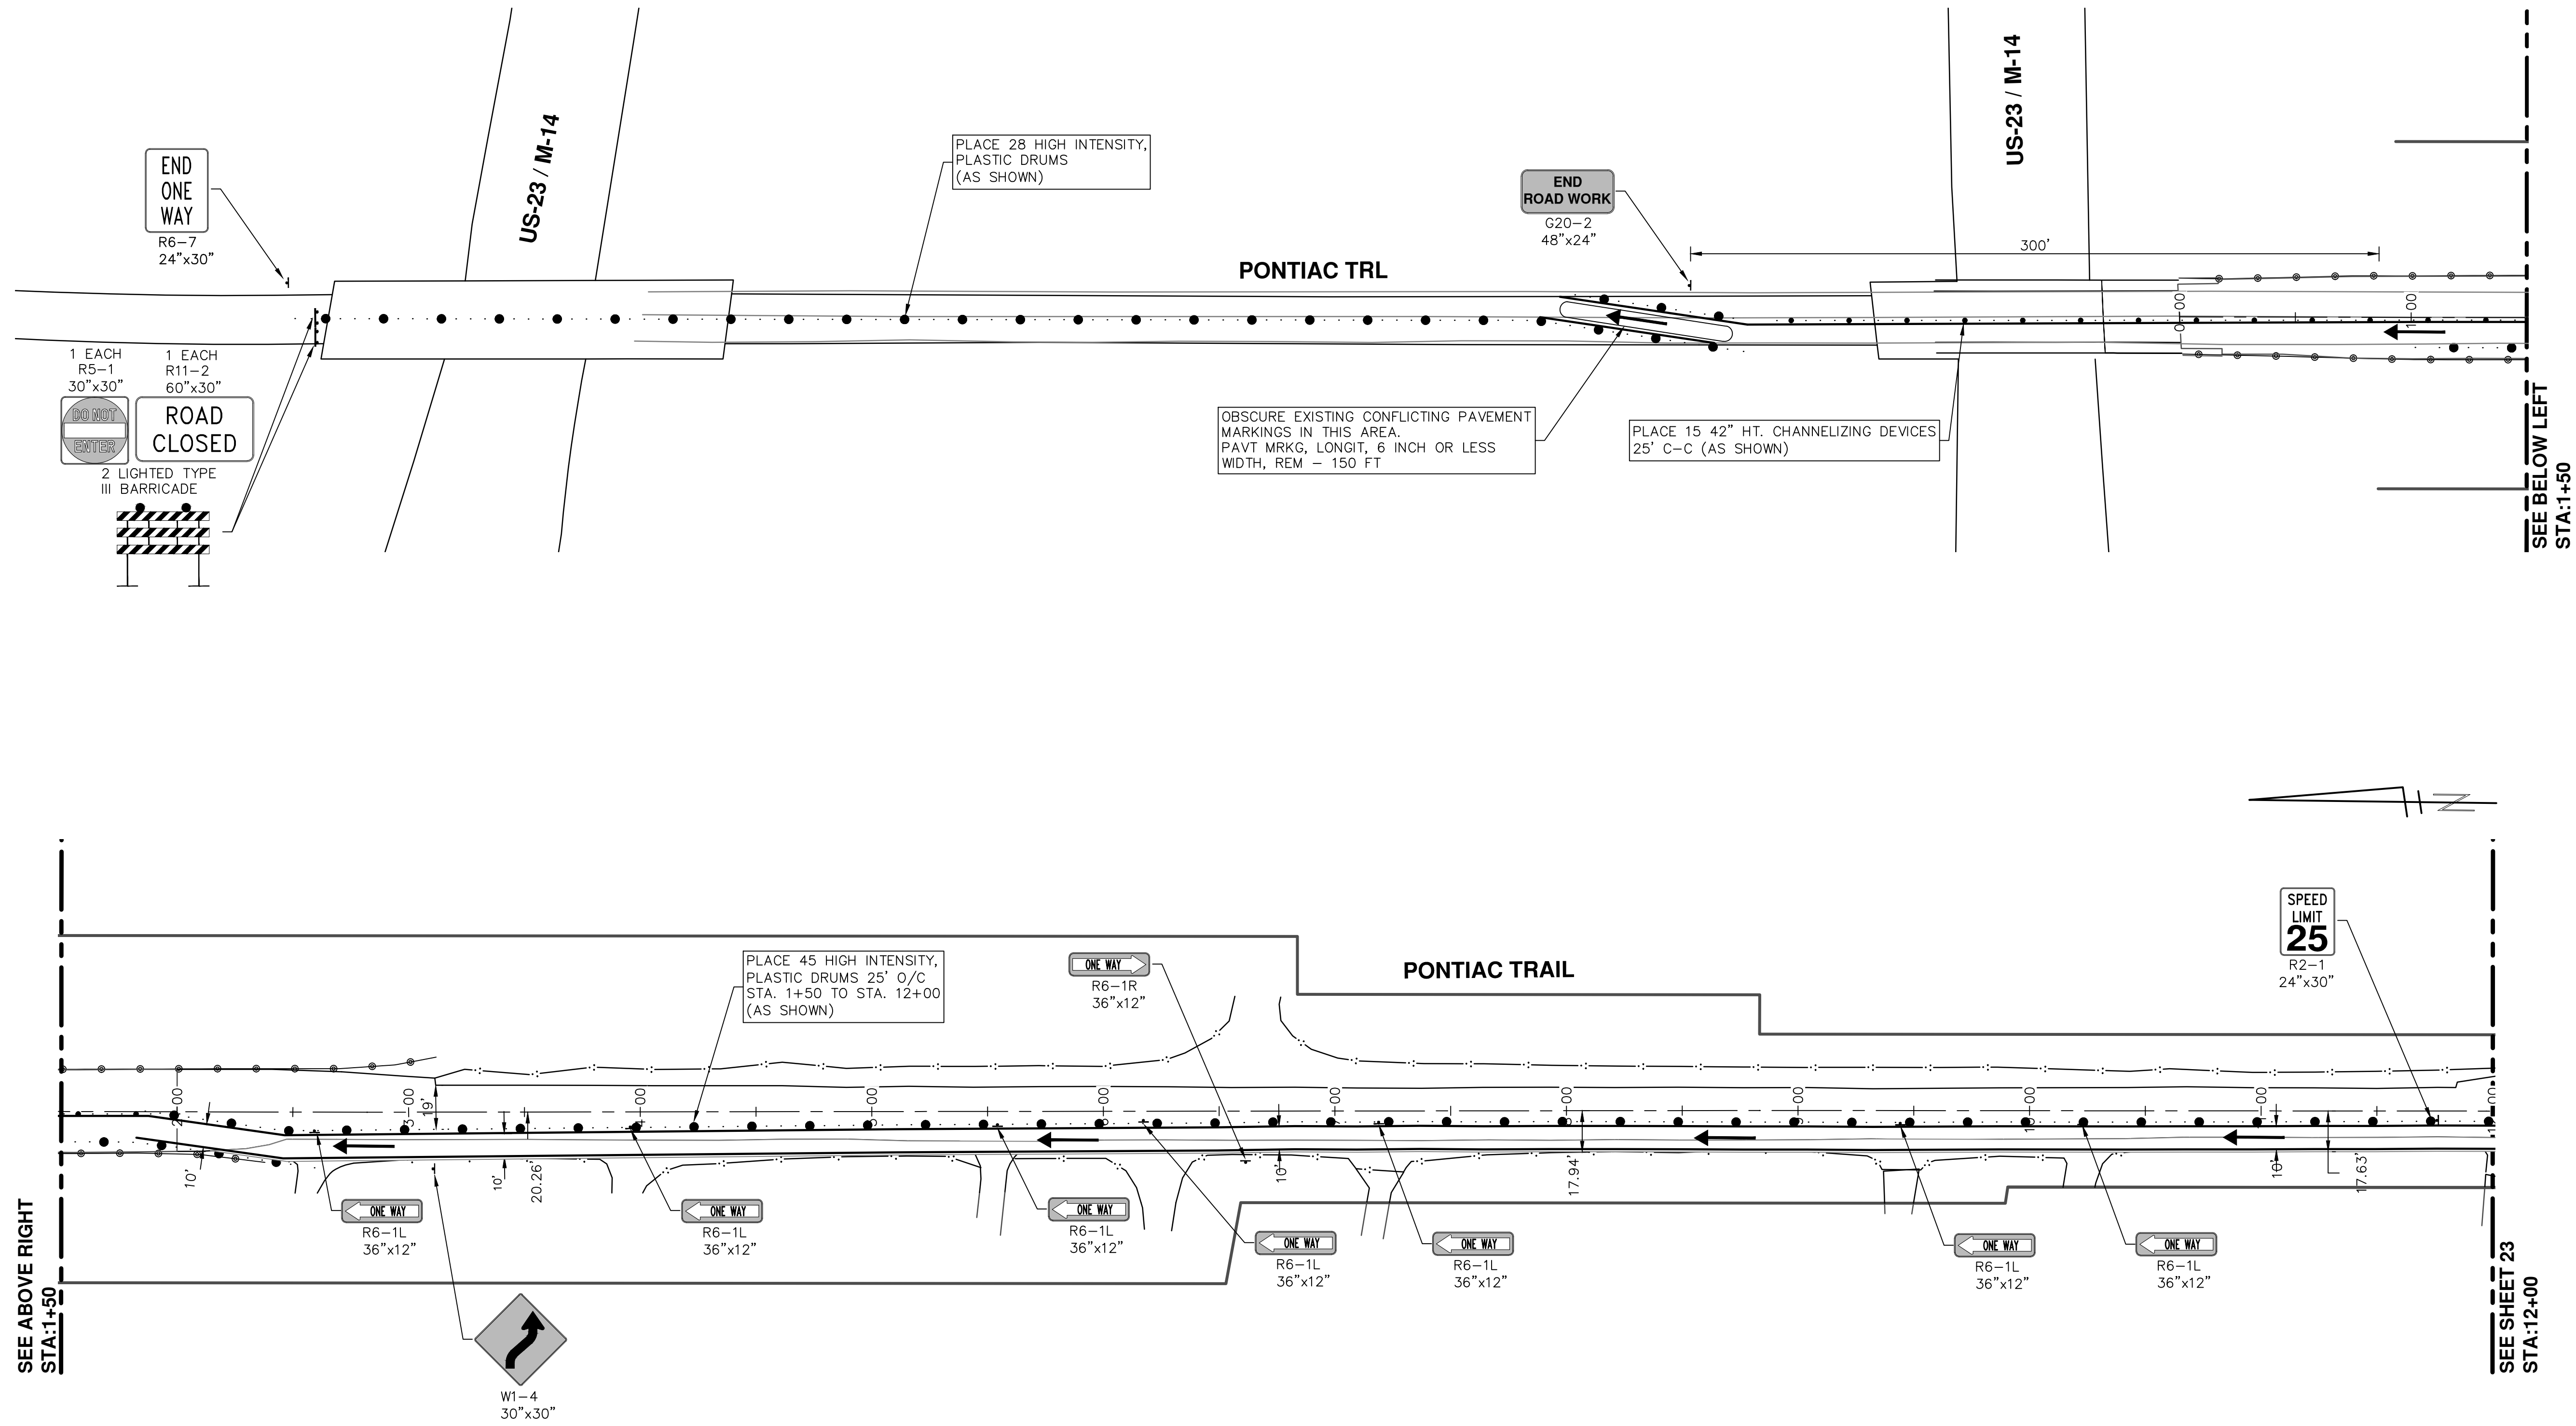 US-23 / M-14
US-23 / M-14
END
ONE
WAY
R6-7
24"x30"
PLACE 28 HIGH INTENSITY,
PLASTIC DRUMS
(AS SHOWN)
END
ROAD WORK
G20-2
48"x24"
300'
PONTIAC TRL
0+00
1+00
1 EACH
R5-1
30"x30"
1 EACH
R11-2
60"x30"
DO NOT
ENTER
ROAD
CLOSED
2 LIGHTED TYPE
III BARRICADE
OBSCURE EXISTING CONFLICTING PAVEMENT
MARKINGS IN THIS AREA.
PAVT MRKG, LONGIT, 6 INCH OR LESS
WIDTH, REM - 150 FT
PLACE 15 42" HT. CHANNELIZING DEVICES
25' C-C (AS SHOWN)
SEE BELOW LEFT
STA:1+50
N
SPEED
LIMIT
25
R2-1
24"x30"
PLACE 45 HIGH INTENSITY,
PLASTIC DRUMS 25' O/C
STA. 1+50 TO STA. 12+00
(AS SHOWN)
ONE WAY
R6-1R
36"x12"
PONTIAC TRAIL
19'
10'
10'
20.26'
10'
17.94'
10'
17.63'
ONE WAY
R6-1L
36"x12"
ONE WAY
R6-1L
36"x12"
ONE WAY
R6-1L
36"x12"
ONE WAY
R6-1L
36"x12"
ONE WAY
R6-1L
36"x12"
ONE WAY
R6-1L
36"x12"
ONE WAY
R6-1L
36"x12"
W1-4
30"x30"
SEE ABOVE RIGHT
STA:1+50
SEE SHEET 23
STA:12+00